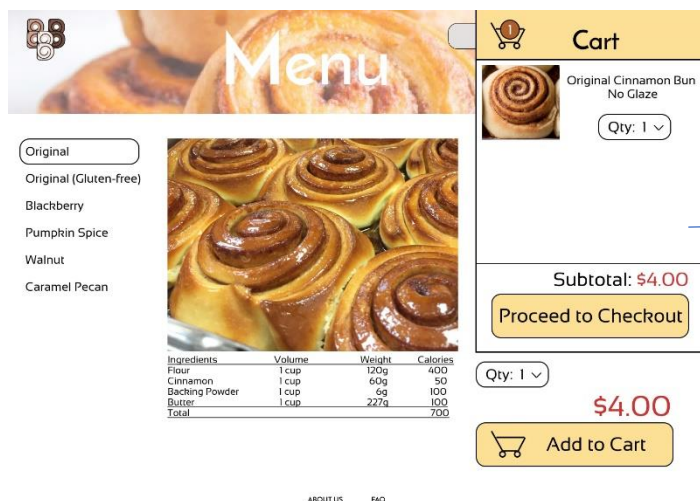 Menu
1
Cart
Original Cinnamon Bun
No Glaze
Qty: 1
Subtotal: $4.00
Proceed to Checkout
Original
Original (Gluten-free)
Blackberry
Pumpkin Spice
Walnut
Caramel Pecan
Ingredients Volume Weight Calories
Flour 1 cup 120g 400
Cinnamon 1 cup 60g 50
Backing Powder 1 cup 6g 100
Butter 1 cup 227g 100
Total 700
Qty: 1
$4.00
Add to Cart
ABOUT US FAQ